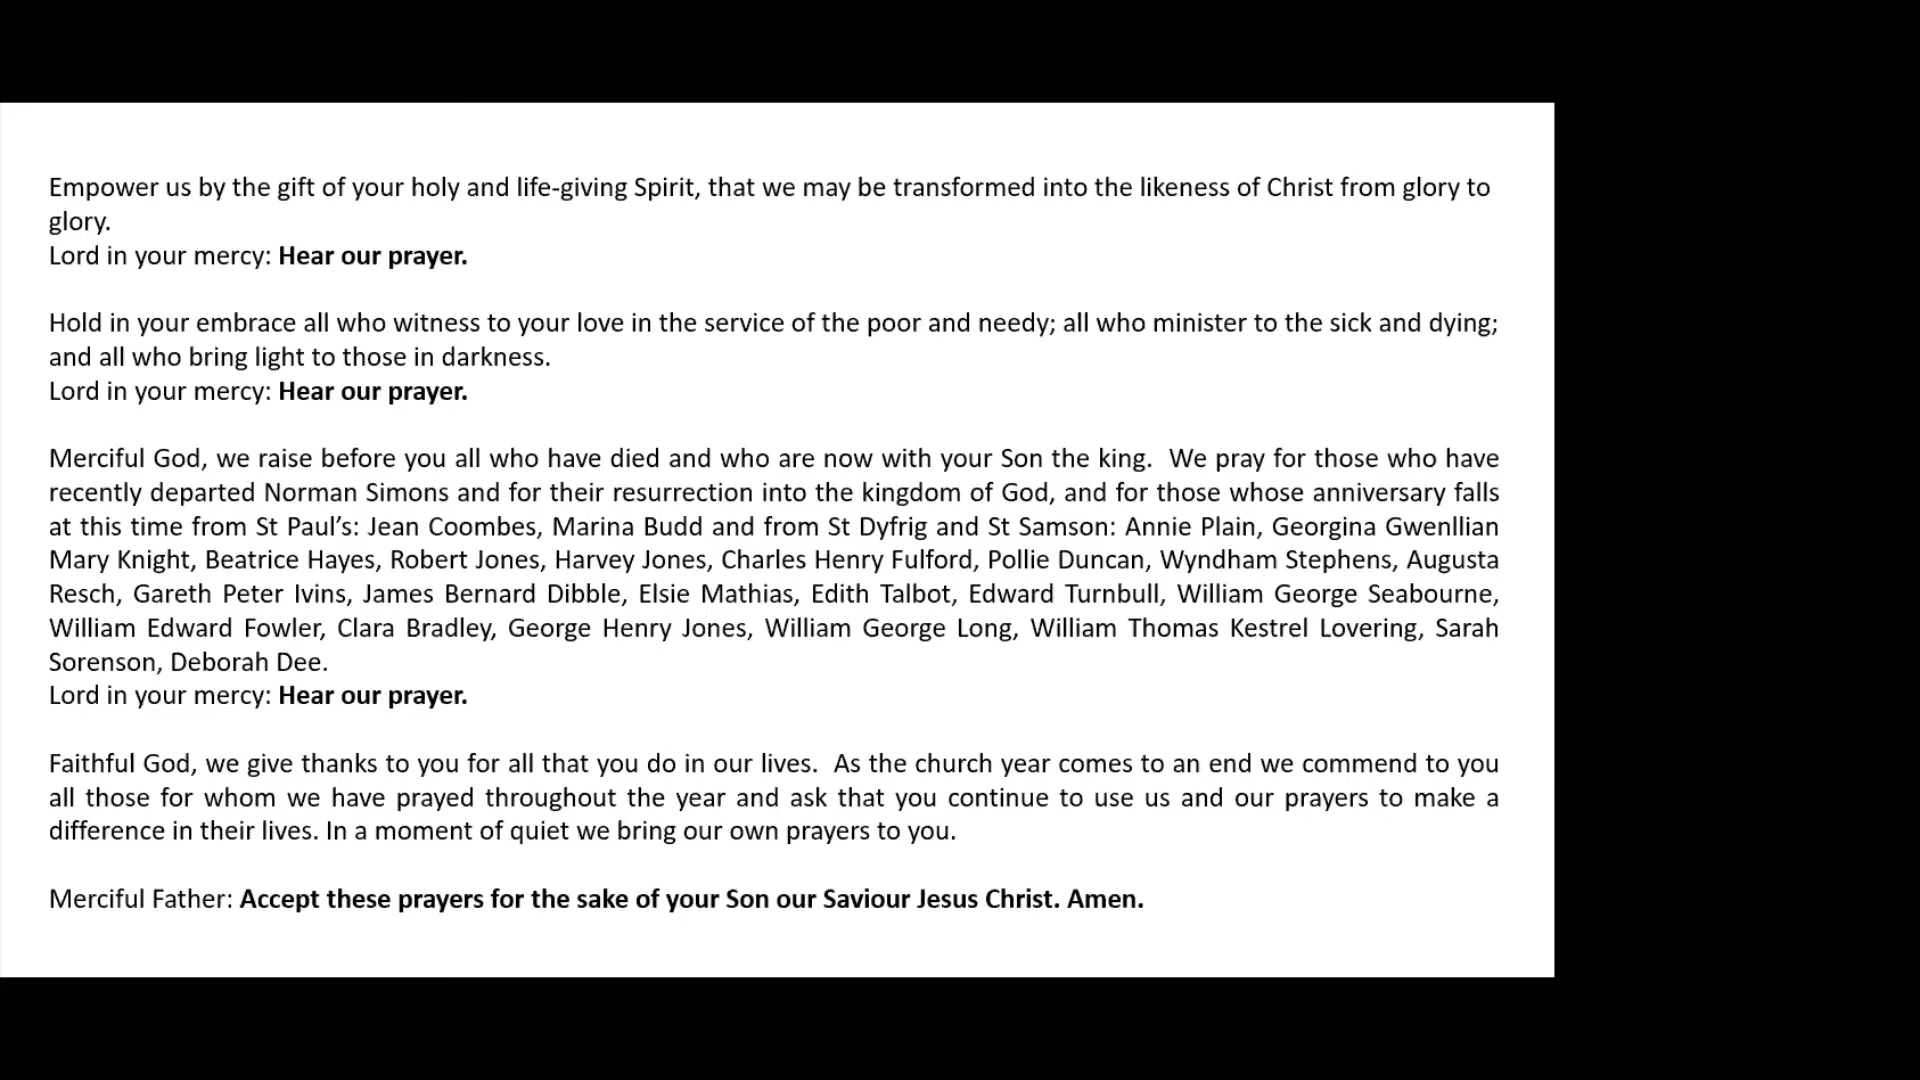 Empower us by the gift of your holy and life-giving Spirit, that we may be transformed into the likeness of Christ from glory to
glory.
Lord in your mercy: Hear our prayer.
Hold in your embrace all who witness to your love in the service of the poor and needy; all who minister to the sick and dying;
and all who bring light to those in darkness.
Lord in your mercy: Hear our prayer.
Merciful God, we raise before you all who have died and who are now with your Son the king.  We pray for those who have
recently departed Norman Simons and for their resurrection into the kingdom of God, and for those whose anniversary falls
at this time from St Paul’s: Jean Coombes, Marina Budd and from St Dyfrig and St Samson: Annie Plain, Georgina Gwenllian
Mary Knight, Beatrice Hayes, Robert Jones, Harvey Jones, Charles Henry Fulford, Pollie Duncan, Wyndham Stephens, Augusta
Resch, Gareth Peter Ivins, James Bernard Dibble, Elsie Mathias, Edith Talbot, Edward Turnbull, William George Seabourne,
William Edward Fowler, Clara Bradley, George Henry Jones, William George Long, William Thomas Kestrel Lovering, Sarah
Sorenson, Deborah Dee.
Lord in your mercy: Hear our prayer.
Faithful God, we give thanks to you for all that you do in our lives.  As the church year comes to an end we commend to you
all those for whom we have prayed throughout the year and ask that you continue to use us and our prayers to make a
difference in their lives. In a moment of quiet we bring our own prayers to you.
Merciful Father: Accept these prayers for the sake of your Son our Saviour Jesus Christ. Amen.